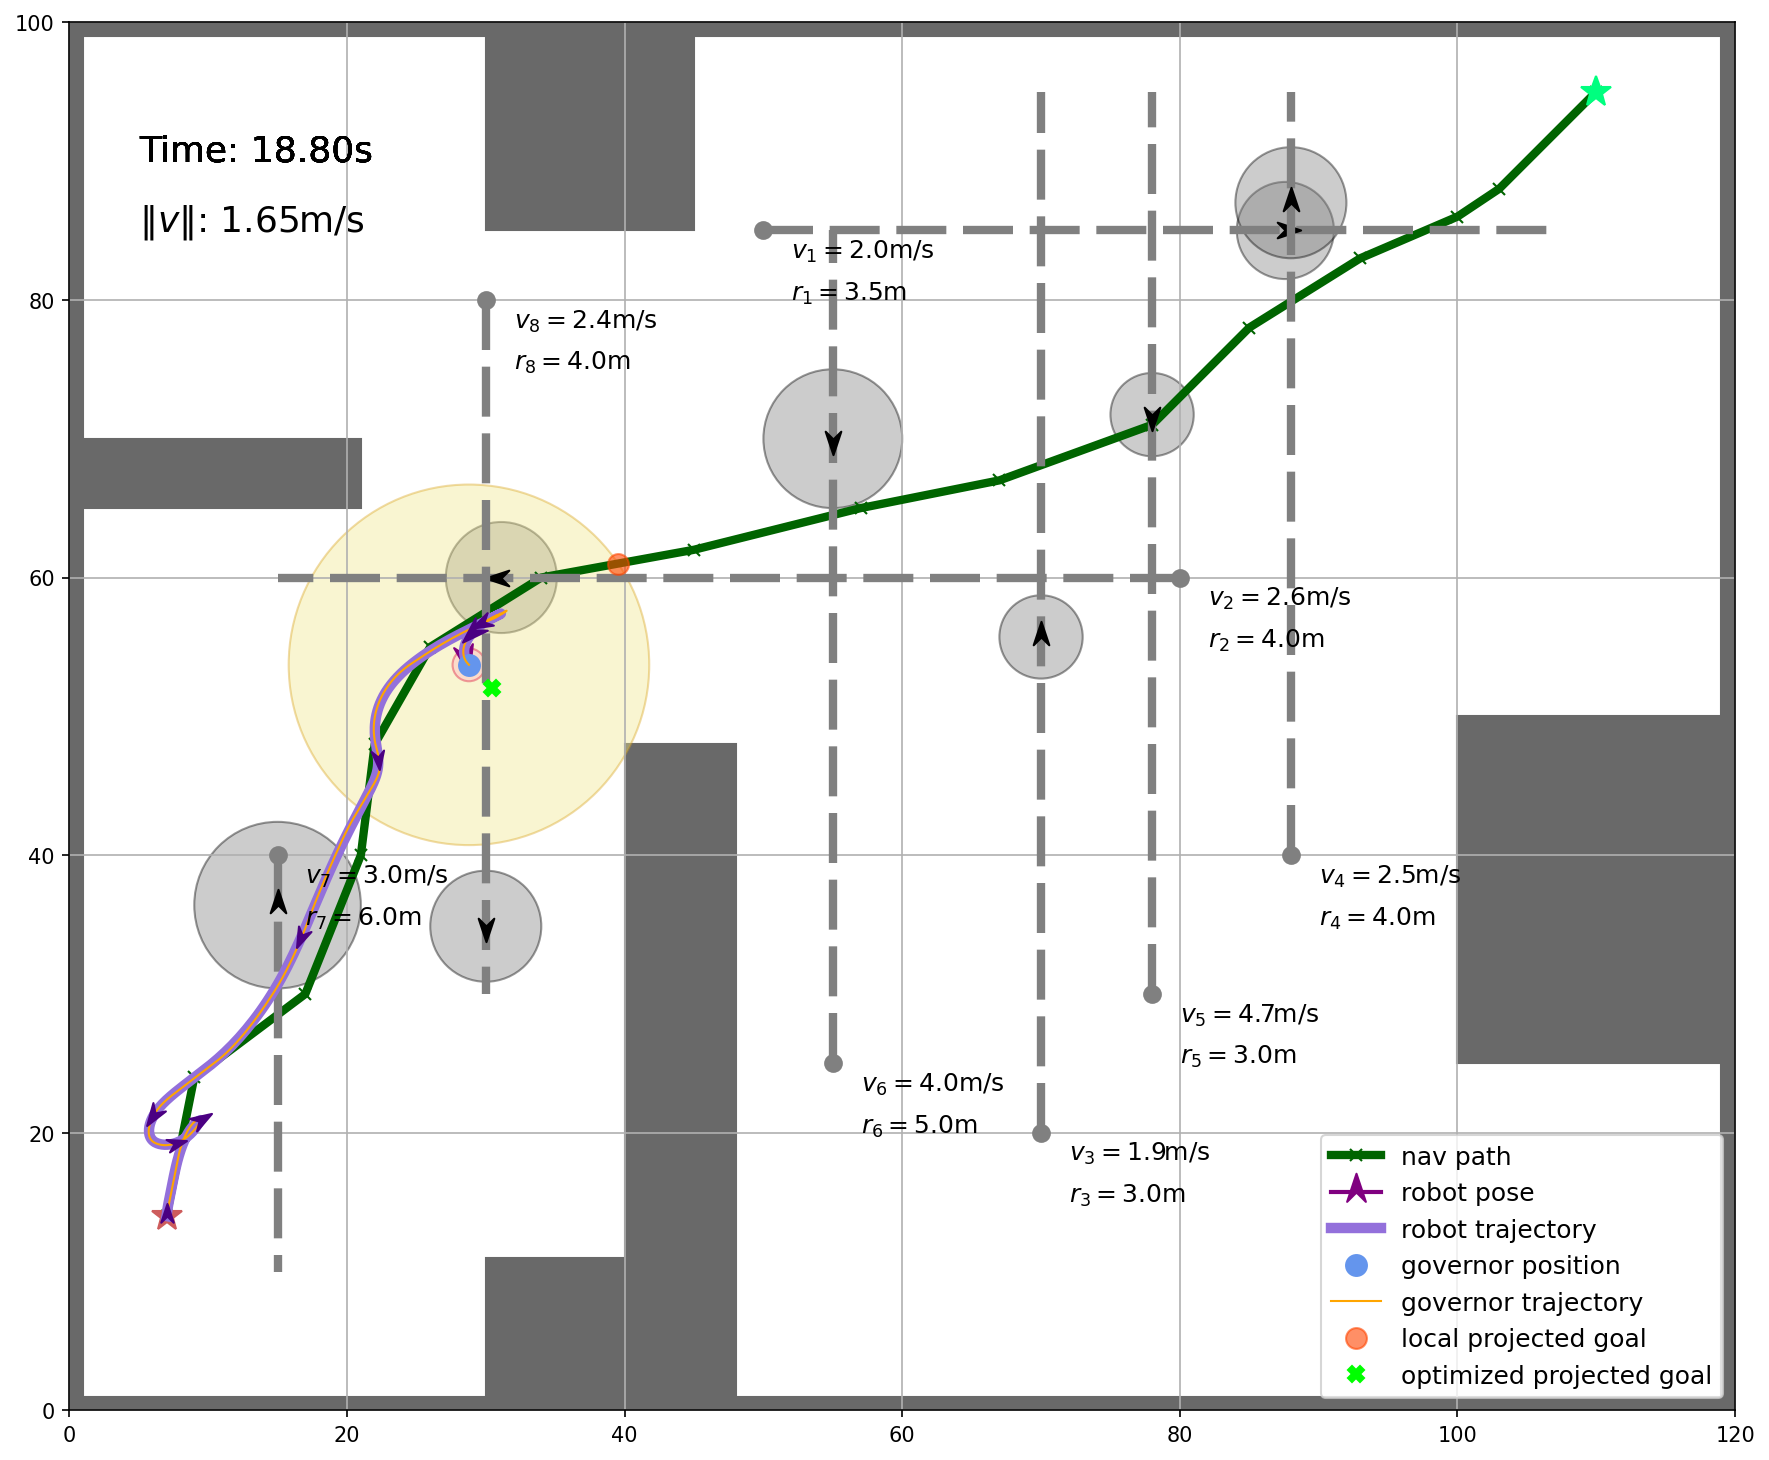 100
80
60
40
20
0
Time: 18.80s
‖v‖: 1.65m/s
v₁ = 2.0m/s
r₁ = 3.5m
v₈ = 2.4m/s
r₈ = 4.0m
v₂ = 2.6m/s
r₂ = 4.0m
v₇ = 3.0m/s
r₇ = 6.0m
v₄ = 2.5m/s
r₄ = 4.0m
v₅ = 4.7m/s
r₅ = 3.0m
v₆ = 4.0m/s
r₆ = 5.0m
v₃ = 1.9m/s
r₃ = 3.0m
nav path
robot pose
robot trajectory
governor position
governor trajectory
local projected goal
optimized projected goal
0 20 40 60 80 100 120